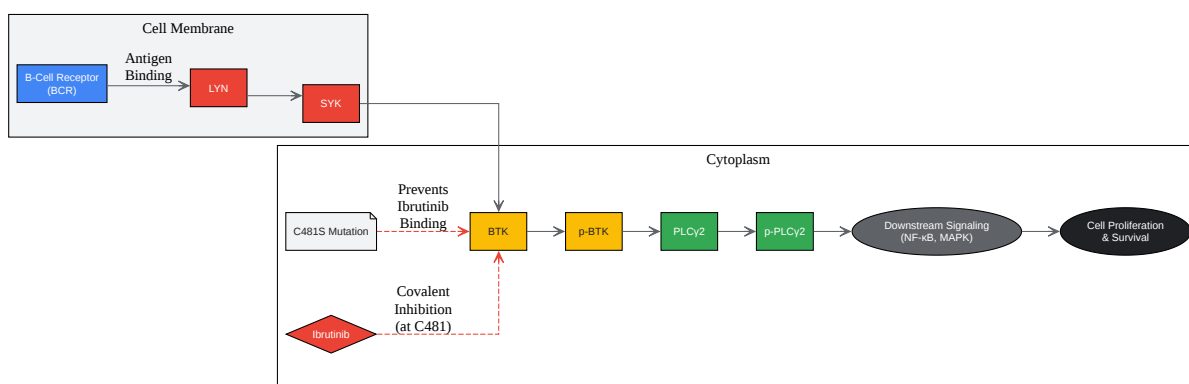 Cell Membrane
B-Cell Receptor
(BCR)
Antigen
Binding
LYN
SYK
Cytoplasm
C481S Mutation
Prevents
Ibrutinib
Binding
BTK
p-BTK
PLCγ2
p-PLCγ2
Downstream Signaling
(NF-κB, MAPK)
Cell Proliferation
& Survival
Ibrutinib
Covalent
Inhibition
(at C481)